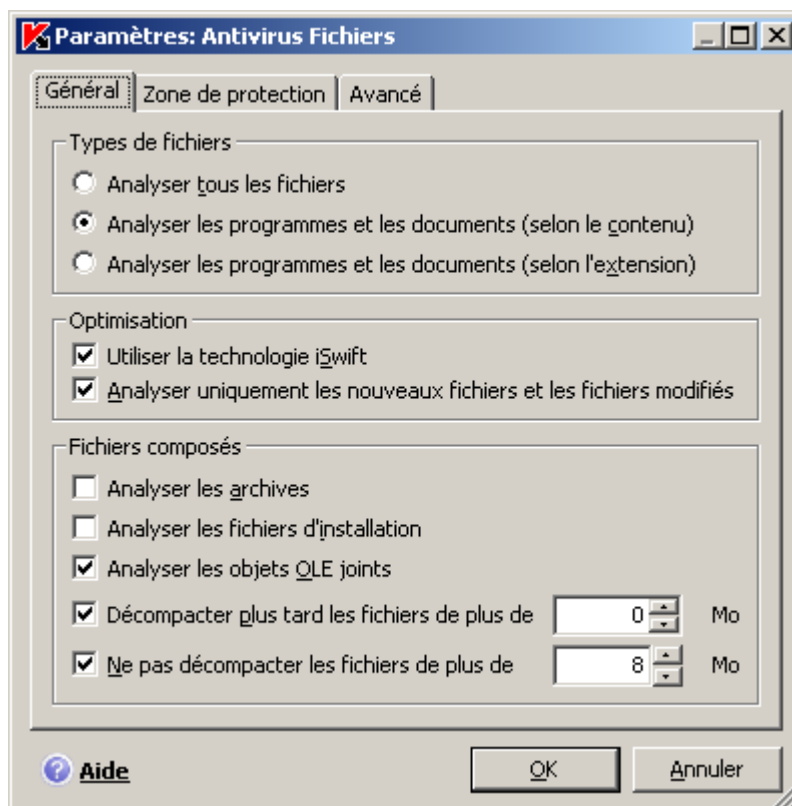 Paramètres: Antivirus Fichiers
Général Zone de protection Avancé
Types de fichiers
Analyser tous les fichiers
Analyser les programmes et les documents (selon le contenu)
Analyser les programmes et les documents (selon l'extension)
Optimisation
Utiliser la technologie iSwift
Analyser uniquement les nouveaux fichiers et les fichiers modifiés
Fichiers composés
Analyser les archives
Analyser les fichiers d'installation
Analyser les objets OLE joints
Décompacter plus tard les fichiers de plus de 0 Mo
Ne pas décompacter les fichiers de plus de 8 Mo
Aide OK Annuler